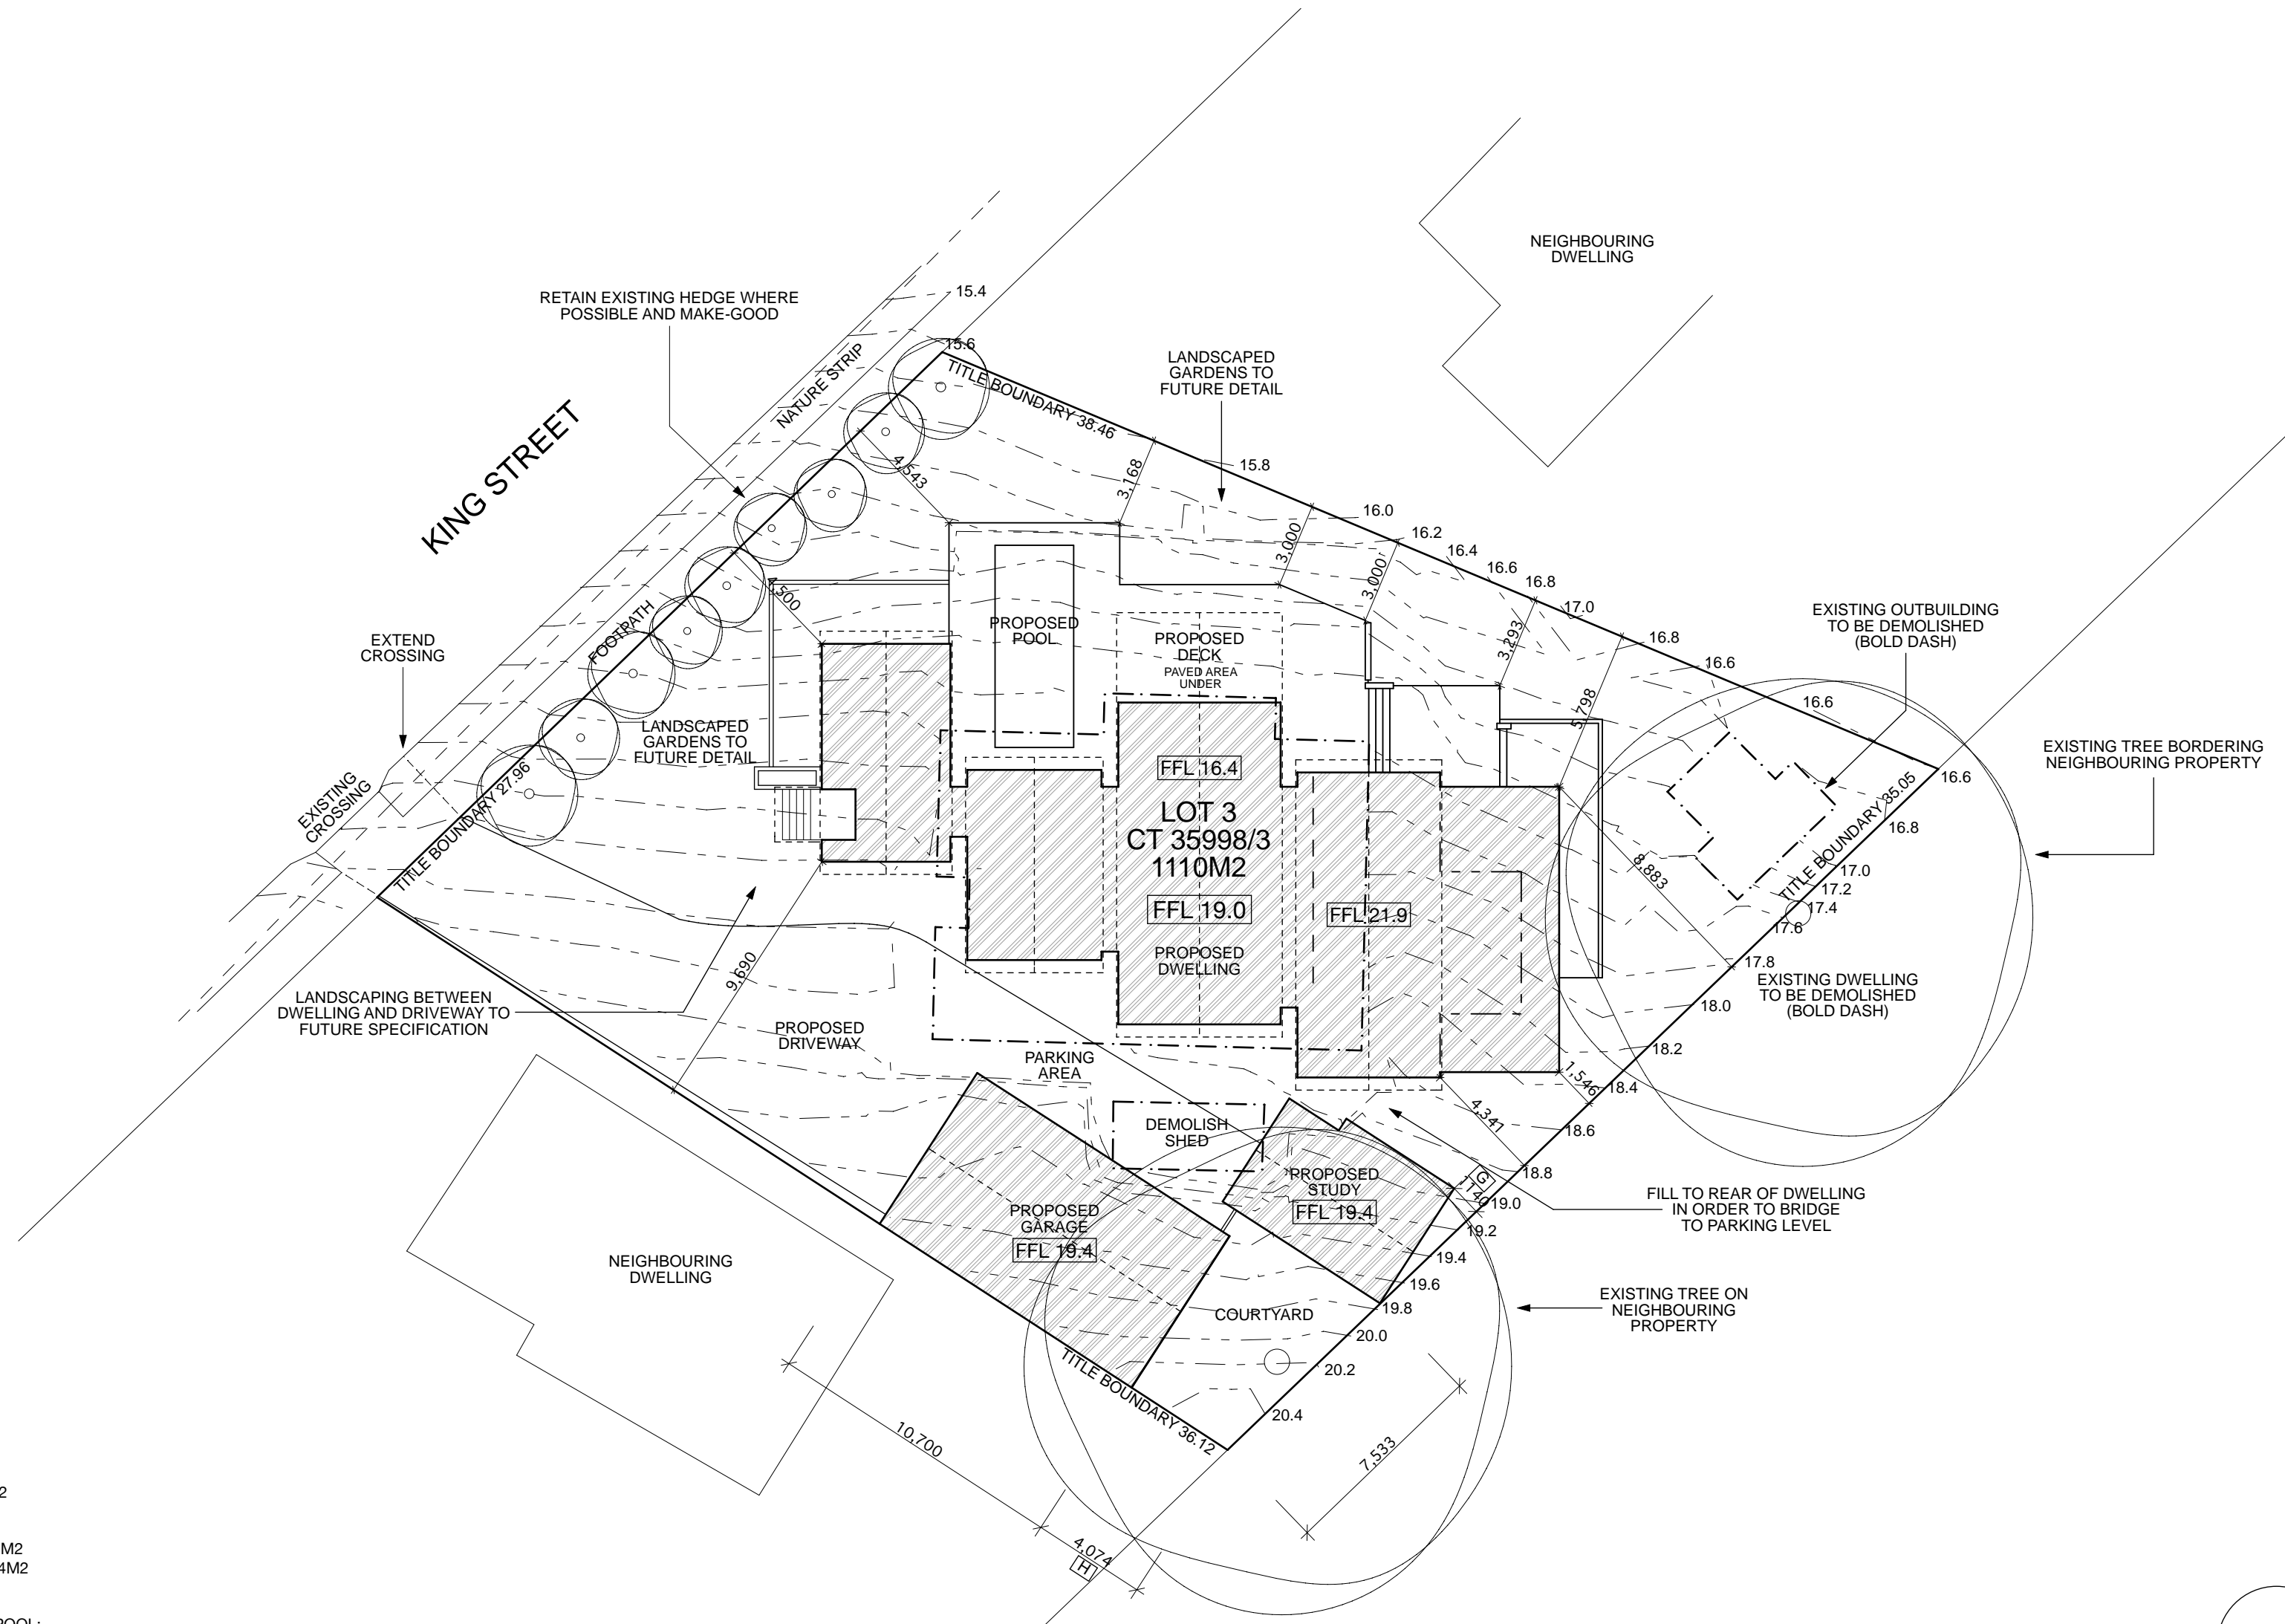 15.4
NEIGHBOURING
DWELLING
RETAIN EXISTING HEDGE WHERE
POSSIBLE AND MAKE-GOOD
15.6
NATURE STRIP
TITLE BOUNDARY 38.46
LANDSCAPED
GARDENS TO
FUTURE DETAIL
KING STREET
4,543
3,168
15.8
16.0
3,000
16.2
16.4
3,000
16.6
16.8
17.0
4,500
3,293
16.8
16.6
EXISTING OUTBUILDING
TO BE DEMOLISHED
(BOLD DASH)
EXTEND
CROSSING
FOOTPATH
PROPOSED
POOL
PROPOSED
DECK
PAVED AREA
UNDER
5,798
16.6
LANDSCAPED
GARDENS TO
FUTURE DETAIL
EXISTING TREE BORDERING
NEIGHBOURING PROPERTY
16.6
EXISTING
CROSSING
TITLE BOUNDARY 27.96
FFL 16.4
LOT 3
CT 35998/3
1110M2
TITLE BOUNDARY 35.05
16.8
8,883
17.0
17.2
17.4
17.6
FFL 19.0
FFL 21.9
PROPOSED
DWELLING
17.8
9,690
EXISTING DWELLING
TO BE DEMOLISHED
(BOLD DASH)
LANDSCAPING BETWEEN
DWELLING AND DRIVEWAY TO
FUTURE SPECIFICATION
18.0
PROPOSED
DRIVEWAY
18.2
PARKING
AREA
1,546
18.4
4,341
DEMOLISH
SHED
18.6
PROPOSED
STUDY
FFL 19.4
18.8
G
1140
19.0
FILL TO REAR OF DWELLING
IN ORDER TO BRIDGE
TO PARKING LEVEL
PROPOSED
GARAGE
FFL 19.4
19.2
19.4
NEIGHBOURING
DWELLING
19.6
19.8
EXISTING TREE ON
NEIGHBOURING
PROPERTY
COURTYARD
20.0
20.2
TITLE BOUNDARY 36.12
20.4
10,700
7,533
4,074
H
2
M2
4M2
POOL: